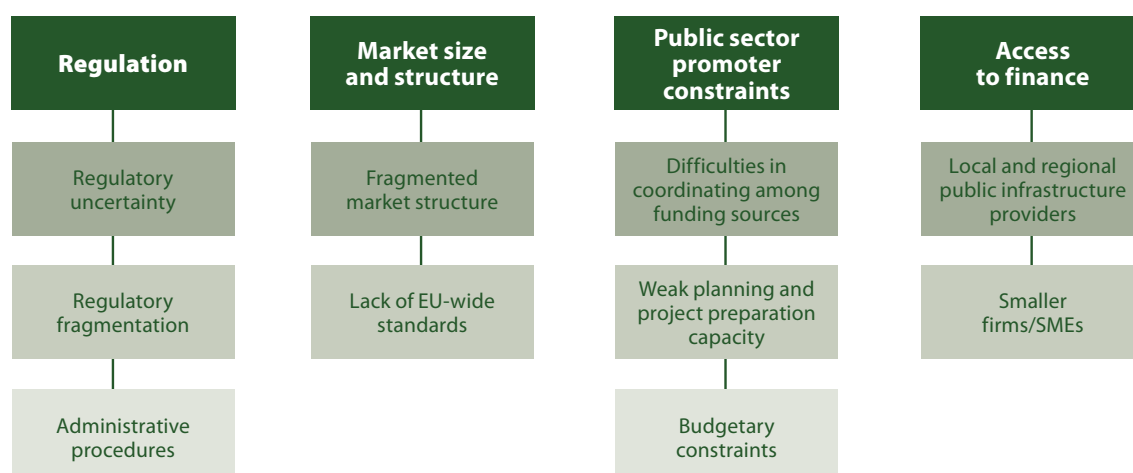 Regulation
Regulatory
uncertainty
Regulatory
fragmentation
Administrative
procedures
Market size
and structure
Fragmented
market structure
Lack of EU-wide
standards
Public sector
promoter
constraints
Difficulties in
coordinating among
funding sources
Weak planning and
project preparation
capacity
Budgetary
constraints
Access
to finance
Local and regional
public infrastructure
providers
Smaller
firms/SMEs